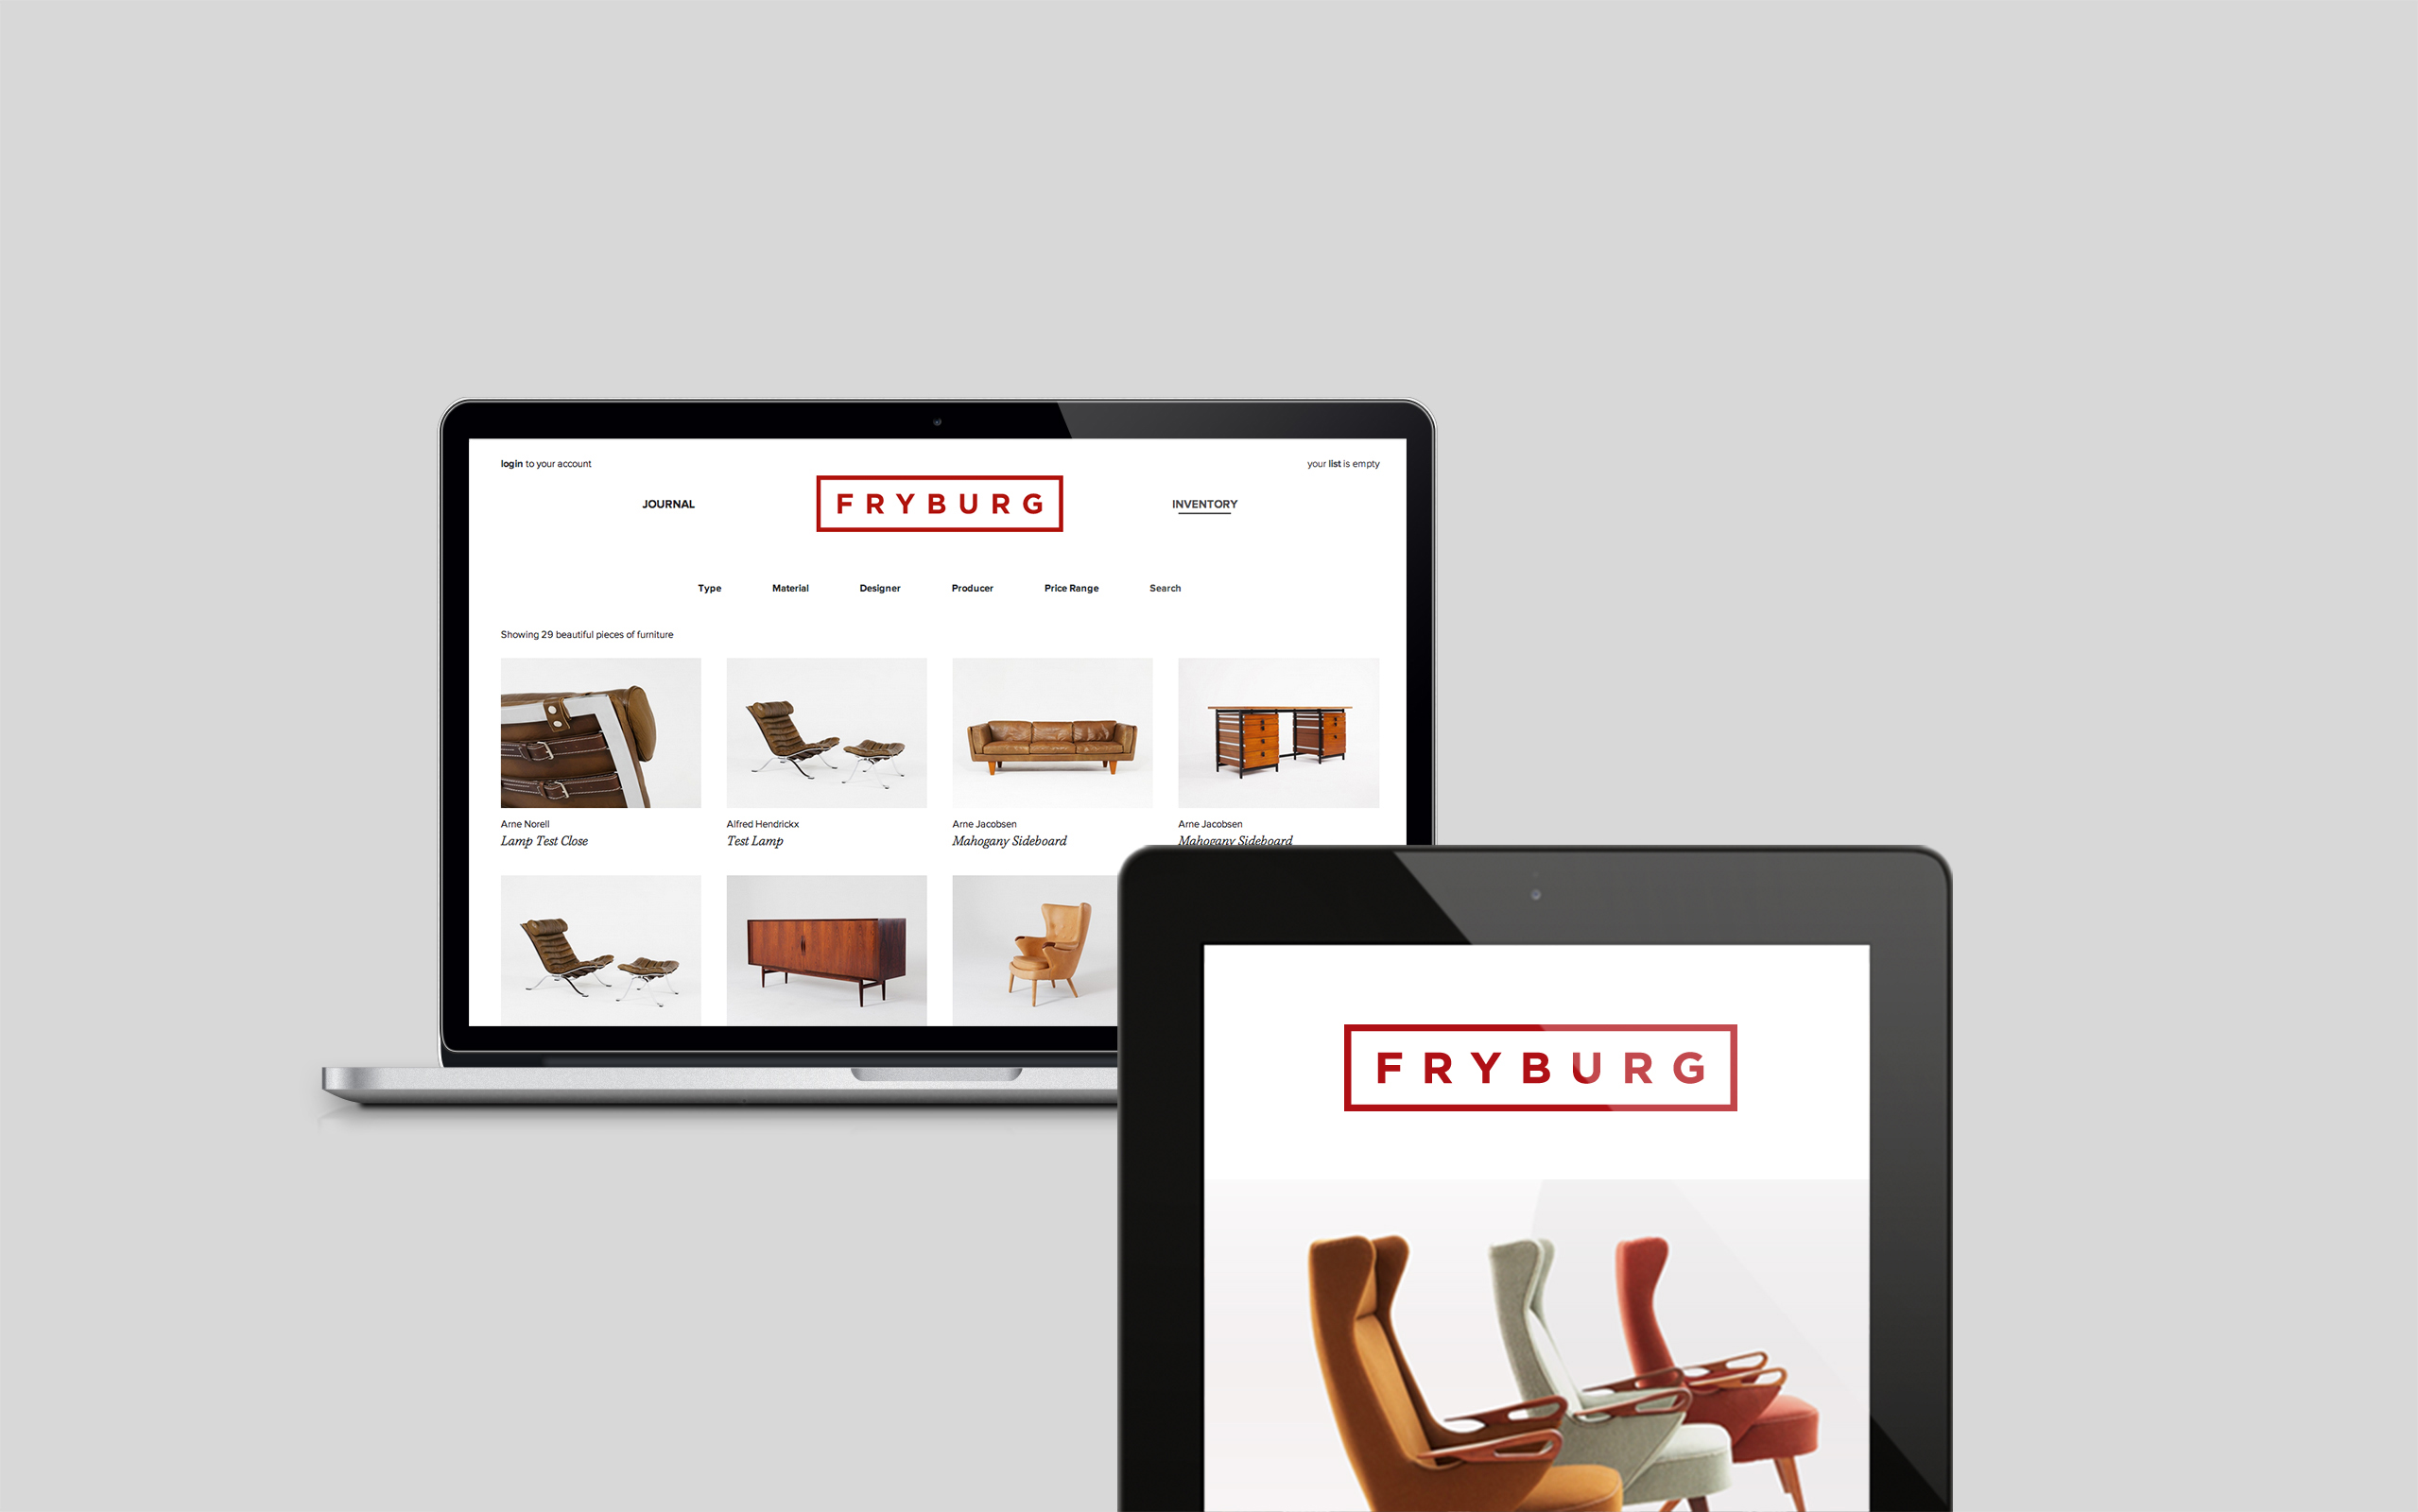 login to your account
your list is empty
JOURNAL
FRYBURG
INVENTORY
Type Material Designer Producer Price Range Search
Showing 29 beautiful pieces of furniture
Arne Norell
Lamp Test Close
Alfred Hendrickx
Test Lamp
Arne Jacobsen
Mahogany Sideboard
Arne Jacobsen
Mahogany Sideboard
FRYBURG